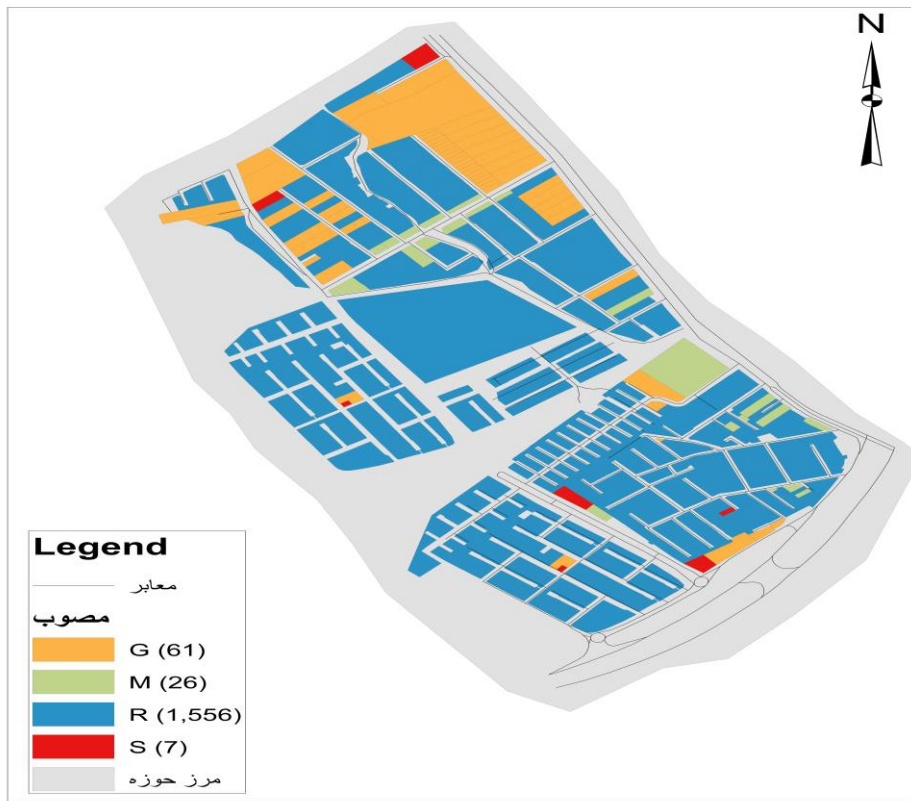 N
Legend
معابر
مصوب
G (61)
M (26)
R (1,556)
S (7)
مرز حوزه